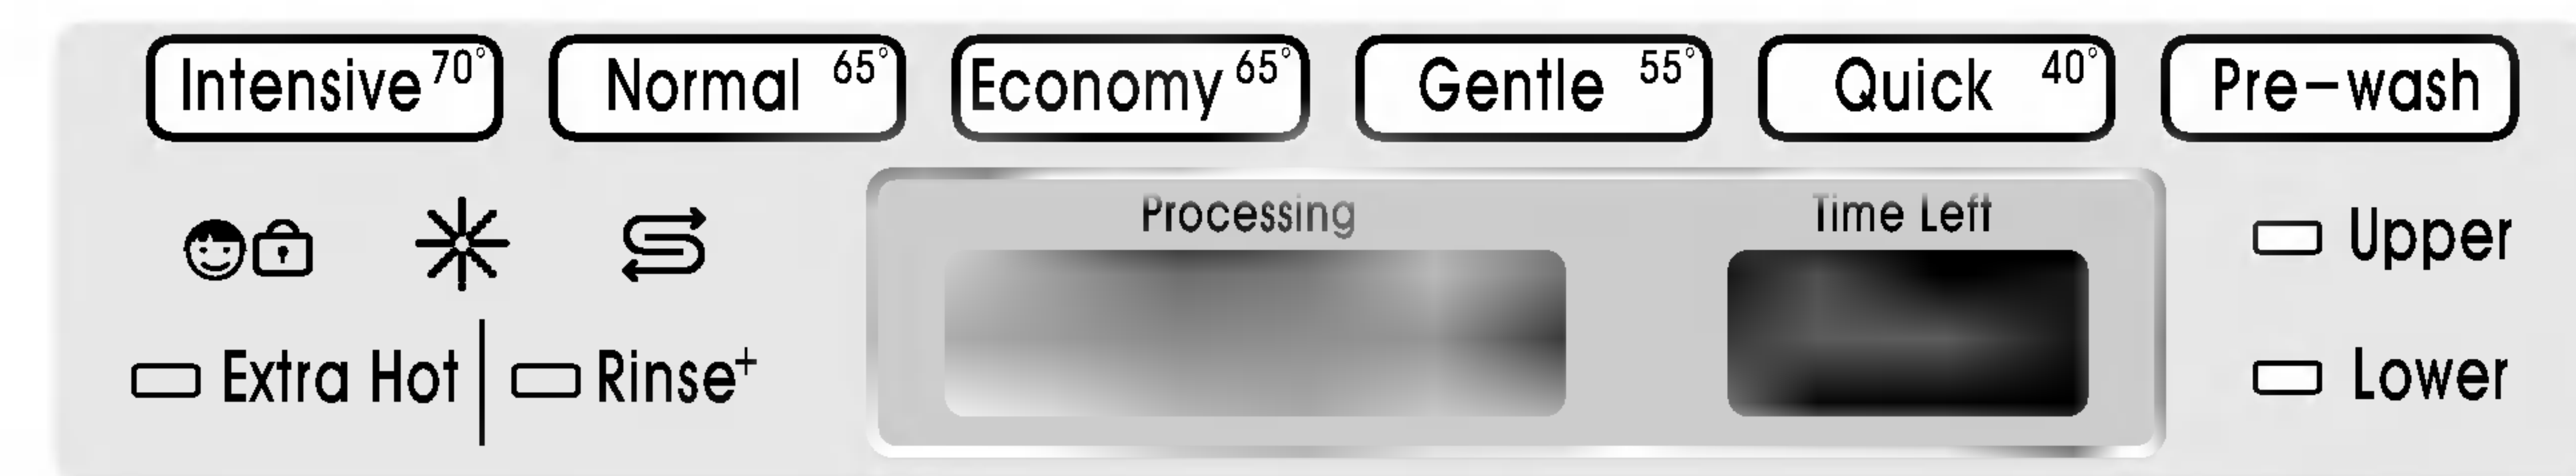 Intensive 70° Normal 65° Economy 65° Gentle 55° Quick 40° Pre-wash
Processing Time Left Upper
Extra Hot Rinse+ Lower